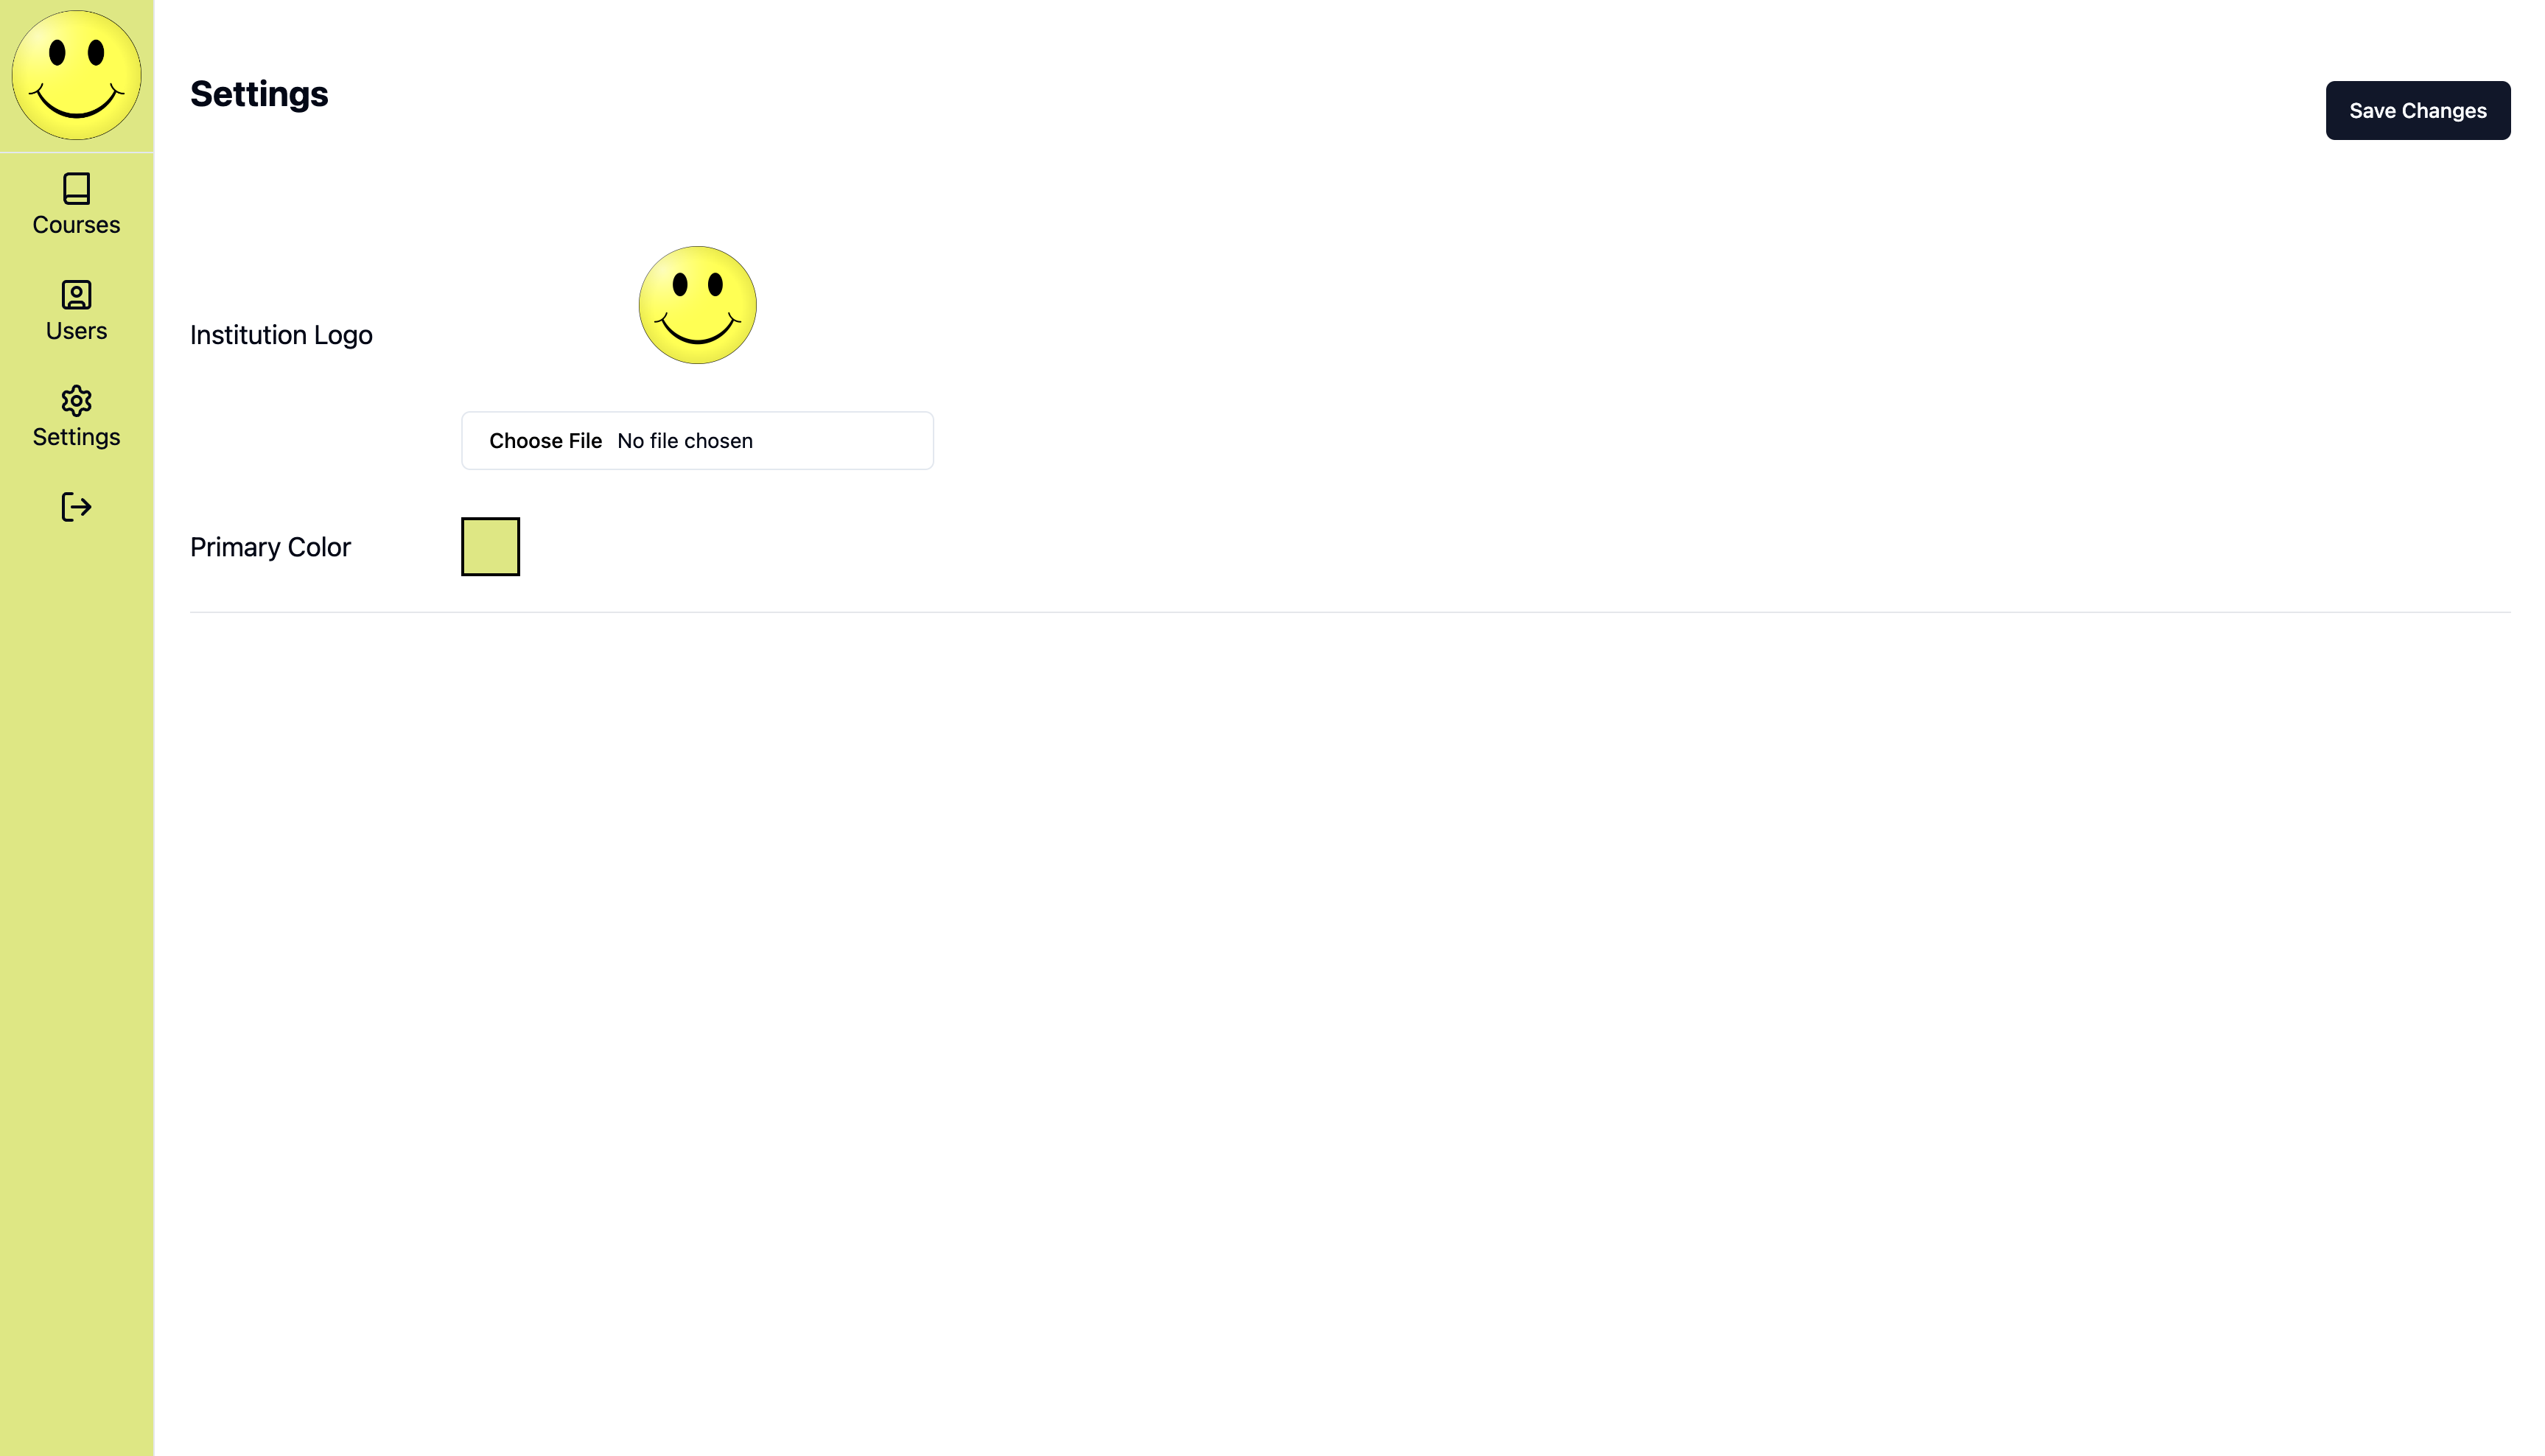 Courses
Users
Settings
Settings
Save Changes
Institution Logo
Choose File No file chosen
Primary Color